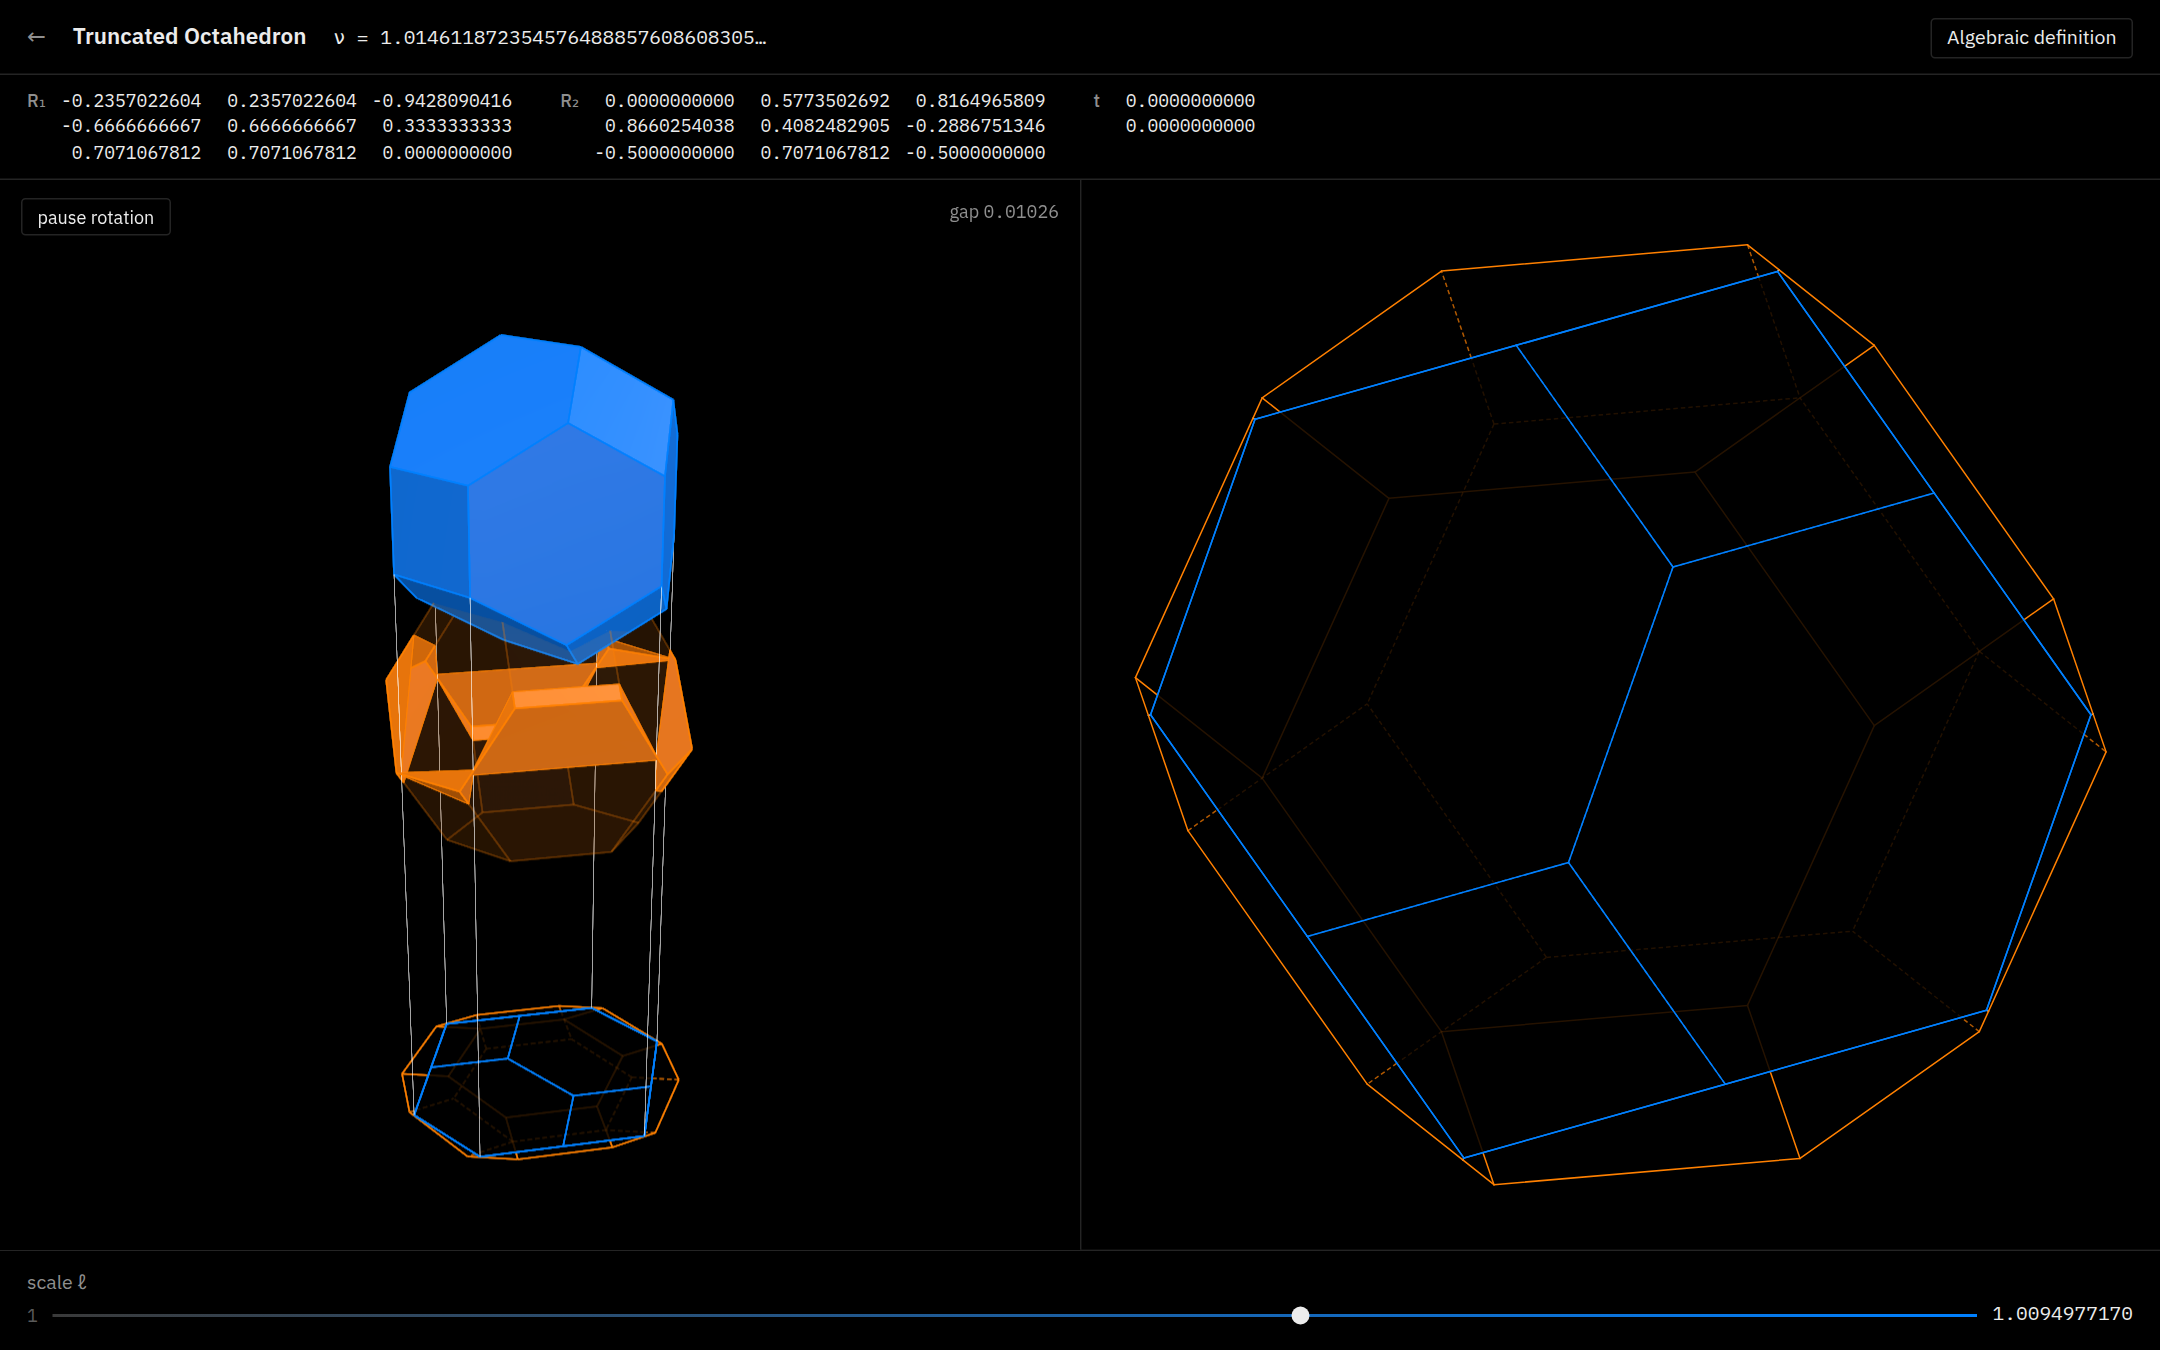 ← Truncated Octahedron ν = 1.014611872354576488857608608305… Algebraic definition
R₁ -0.2357022604 0.2357022604 -0.9428090416 R₂ 0.0000000000 0.5773502692 0.8164965809 t 0.0000000000
-0.6666666667 0.6666666667 0.3333333333 0.8660254038 0.4082482905 -0.2886751346 0.0000000000
0.7071067812 0.7071067812 0.0000000000 -0.5000000000 0.7071067812 -0.5000000000
pause rotation gap 0.01026
scale ℓ
1 1.0094977170